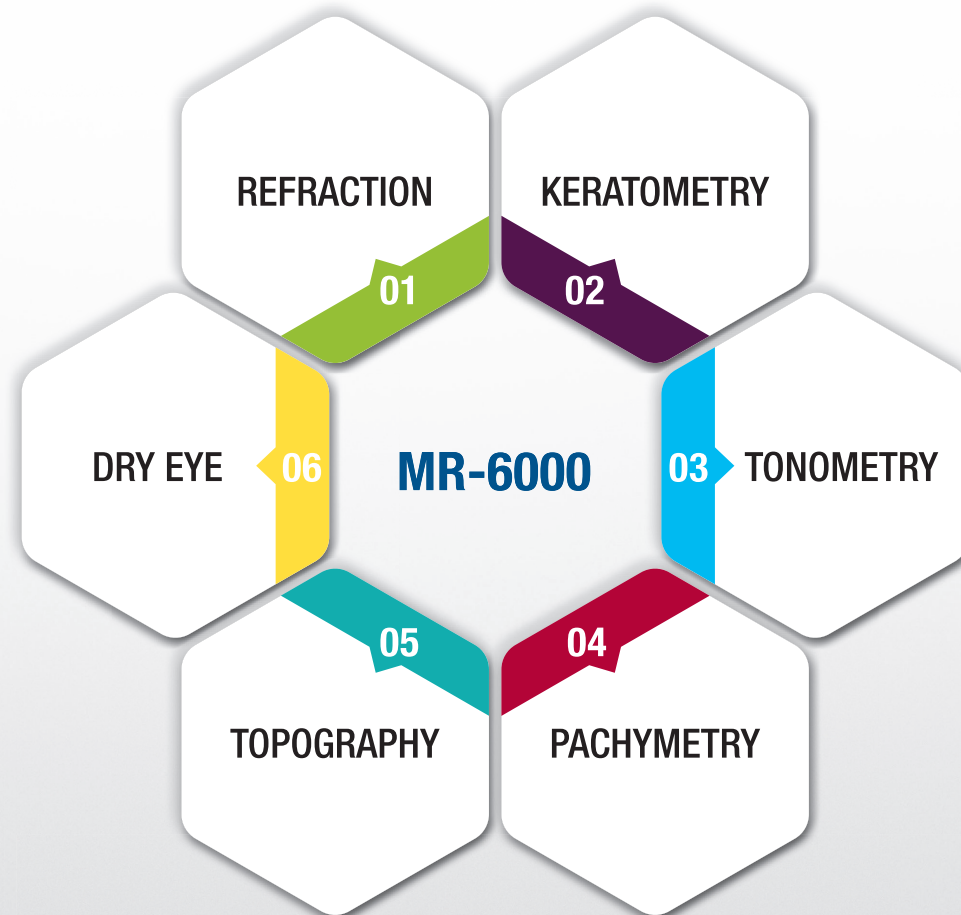 REFRACTION
01
KERATOMETRY
02
03
TONOMETRY
04
PACHYMETRY
05
TOPOGRAPHY
DRY EYE
06
MR-6000